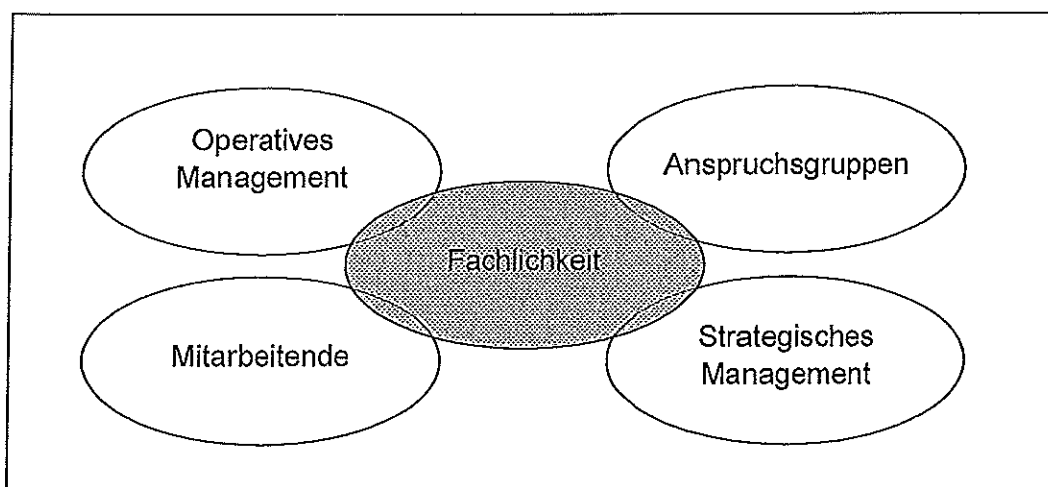 Operatives
Management
Anspruchsgruppen
Fachlichkeit
Mitarbeitende
Strategisches
Management